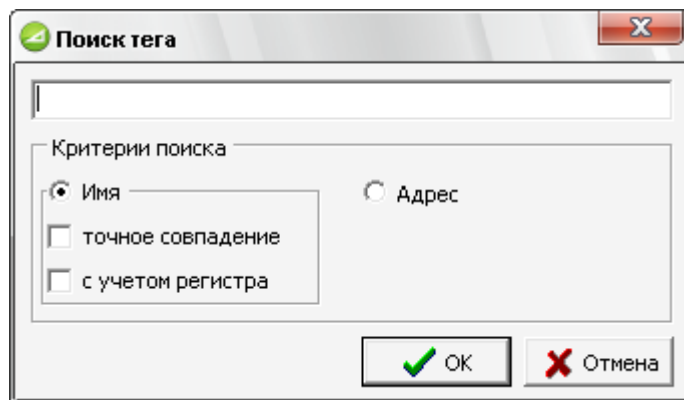 Поиск тега
Критерии поиска
Имя
Адрес
точное совпадение
с учетом регистра
OK
Отмена